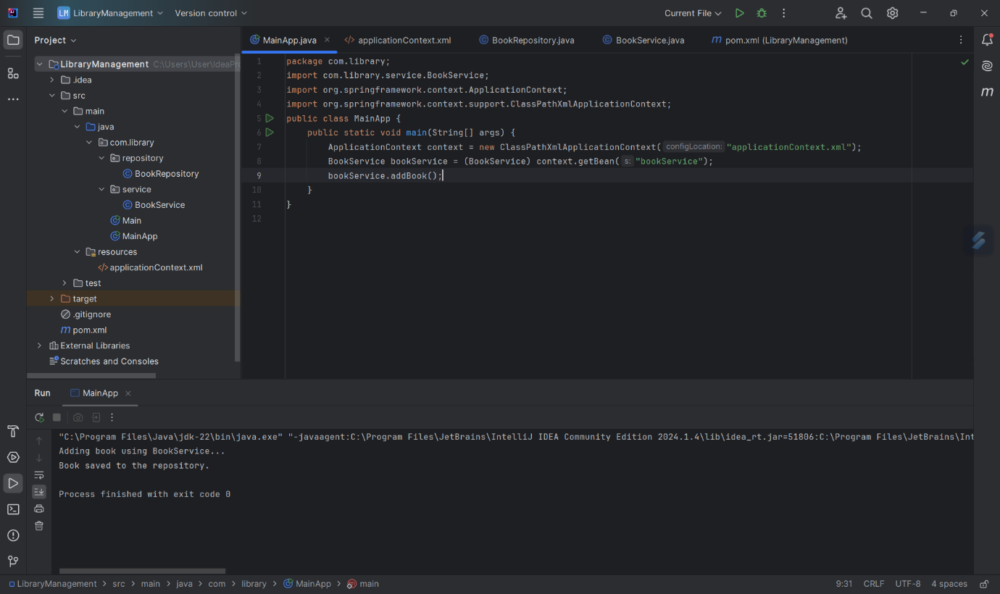 LM LibraryManagement Version control Current File
Project
MainApp.java applicationContext.xml BookRepository.java BookService.java pom.xml (LibraryManagement)
LibraryManagement C:\Users\User\IdeaPro
.idea
src
main
java
com.library
repository
BookRepository
service
BookService
Main
MainApp
resources
applicationContext.xml
test
target
.gitignore
pom.xml
External Libraries
Scratches and Consoles
1 package com.library;
2 import com.library.service.BookService;
3 import org.springframework.context.ApplicationContext;
4 import org.springframework.context.support.ClassPathXmlApplicationContext;
5 public class MainApp {
6 public static void main(String[] args) {
7 ApplicationContext context = new ClassPathXmlApplicationContext( configLocation: "applicationContext.xml");
8 BookService bookService = (BookService) context.getBean( s: "bookService");
9 bookService.addBook();
10 }
11 }
12
Run MainApp
"C:\Program Files\Java\jdk-22\bin\java.exe" "-javaagent:C:\Program Files\JetBrains\IntelliJ IDEA Community Edition 2024.1.4\lib\idea_rt.jar=51806:C:\Program Files\JetBrains\Int
Adding book using BookService...
Book saved to the repository.
Process finished with exit code 0
LibraryManagement > src > main > java > com > library > MainApp > main 9:31 CRLF UTF-8 4 spaces